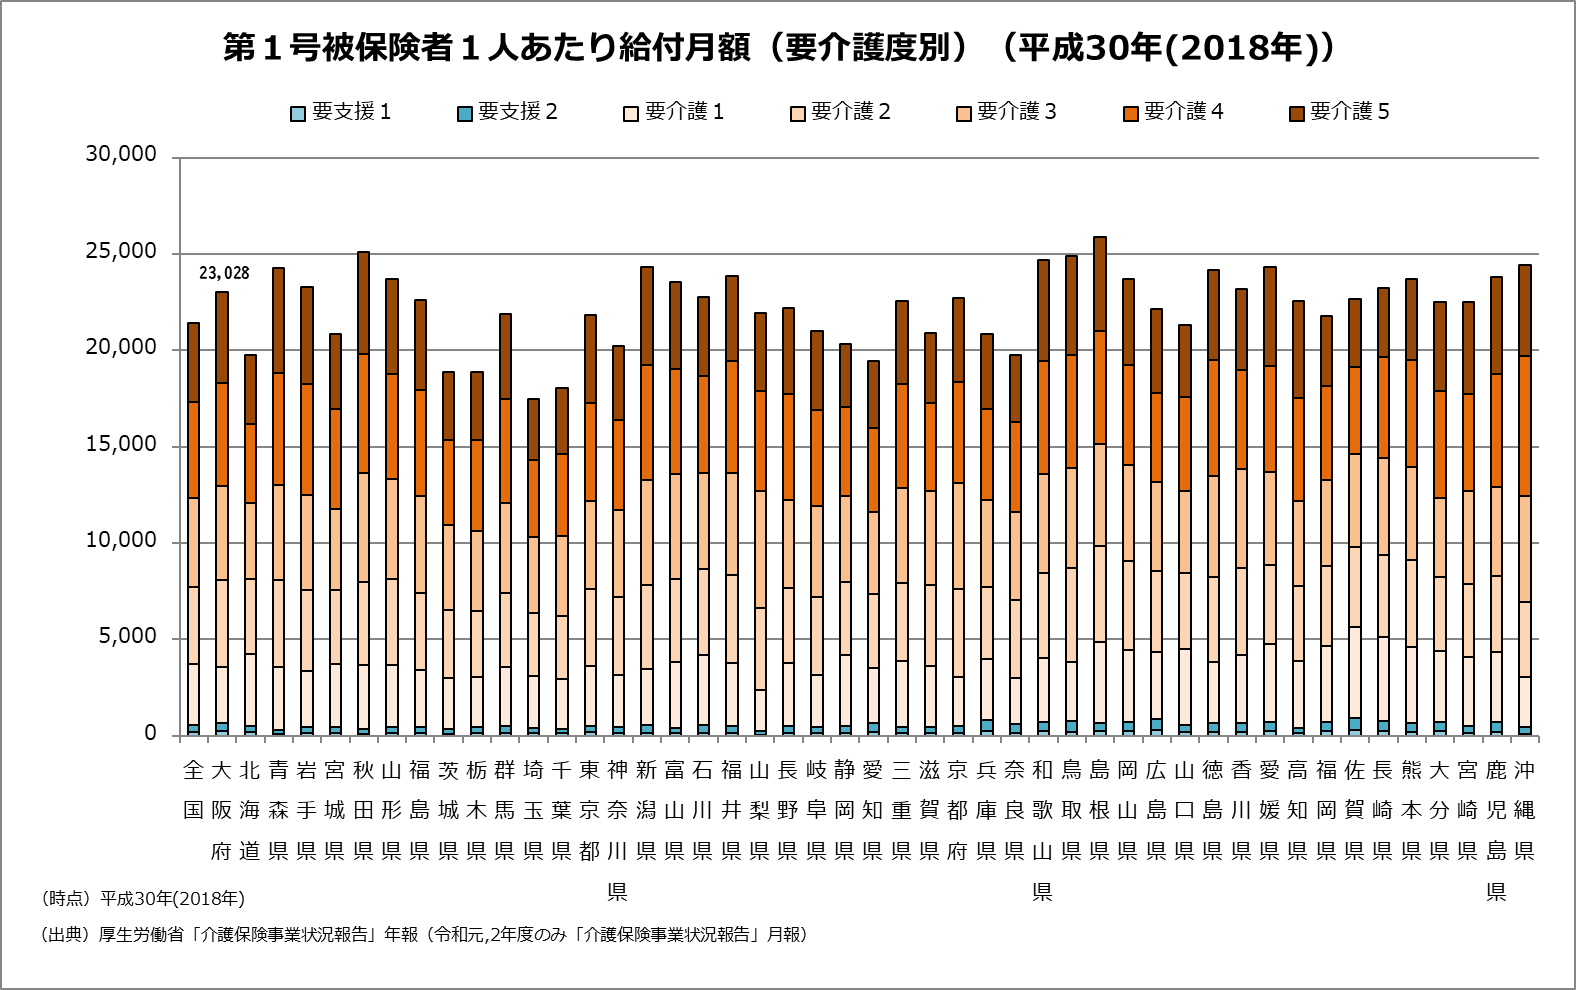 第１号被保険者１人あたり給付月額（要介護度別）（平成30年(2018年)）
要支援１ 要支援２ 要介護１ 要介護２ 要介護３ 要介護４ 要介護５
30,000
25,000
23,028
20,000
15,000
10,000
5,000
0
全国 大阪府 北海道 青森県 岩手県 宮城県 秋田県 山形県 福島県 茨城県 栃木県 群馬県 埼玉県 千葉県 東京都 神奈川県 新潟県 富山県 石川県 福井県 山梨県 長野県 岐阜県 静岡県 愛知県 三重県 滋賀県 京都府 兵庫県 奈良県 和歌山県 鳥取県 島根県 岡山県 広島県 山口県 徳島県 香川県 愛媛県 高知県 福岡県 佐賀県 長崎県 熊本県 大分県 宮崎県 鹿児島県 沖縄県
（時点）平成30年(2018年)
（出典）厚生労働省「介護保険事業状況報告」年報（令和元,2年度のみ「介護保険事業状況報告」月報）